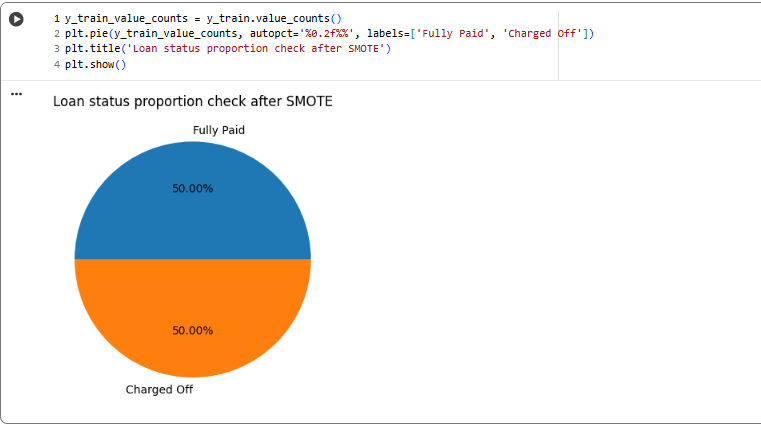 1 y_train_value_counts = y_train.value_counts()
2 plt.pie(y_train_value_counts, autopct='%0.2f%%', labels=['Fully Paid', 'Charged Off'])
3 plt.title('Loan status proportion check after SMOTE')
4 plt.show()
Loan status proportion check after SMOTE
Fully Paid
50.00%
50.00%
Charged Off